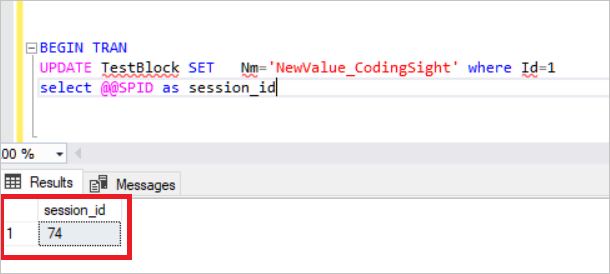 BEGIN TRAN
UPDATE TestBlock SET Nm='NewValue_CodingSight' where Id=1
select @@SPID as session_id
00 %
Results Messages
session_id
1 74